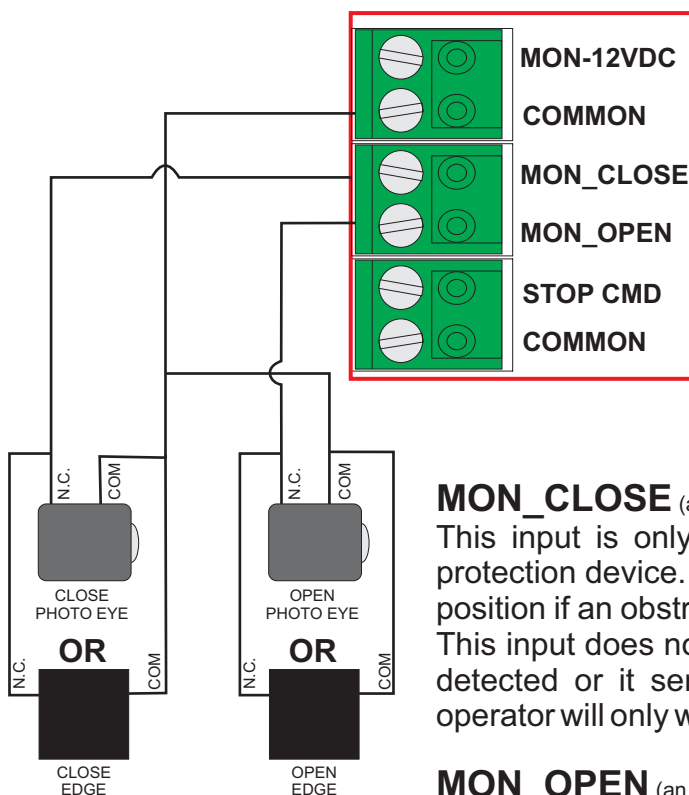 MON-12VDC
COMMON
MON_CLOSE
MON_OPEN
STOP CMD
COMMON
N.C.
COM
N.C.
COM
CLOSE
PHOTO EYE
OPEN
PHOTO EYE
OR
OR
N.C.
COM
N.C.
COM
CLOSE
EDGE
OPEN
EDGE
MON_CLOSE
This input is only
protection device.
position if an obstr
This input does no
detected or it ser
operator will only w
MON_OPEN (an